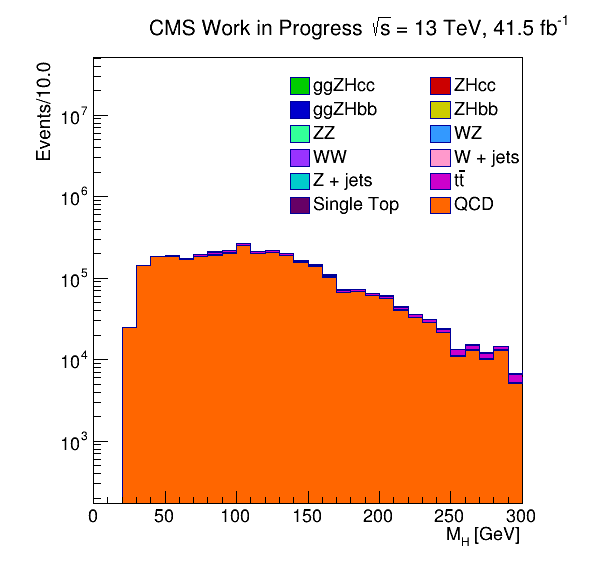 CMS Work in Progress √s = 13 TeV, 41.5 fb⁻¹
Events/10.0
ggZHcc ZHcc
ggZHbb ZHbb
ZZ WZ
WW W + jets
Z + jets tt̄
Single Top QCD
10⁷
10⁶
10⁵
10⁴
10³
0 50 100 150 200 250 300
M_H [GeV]